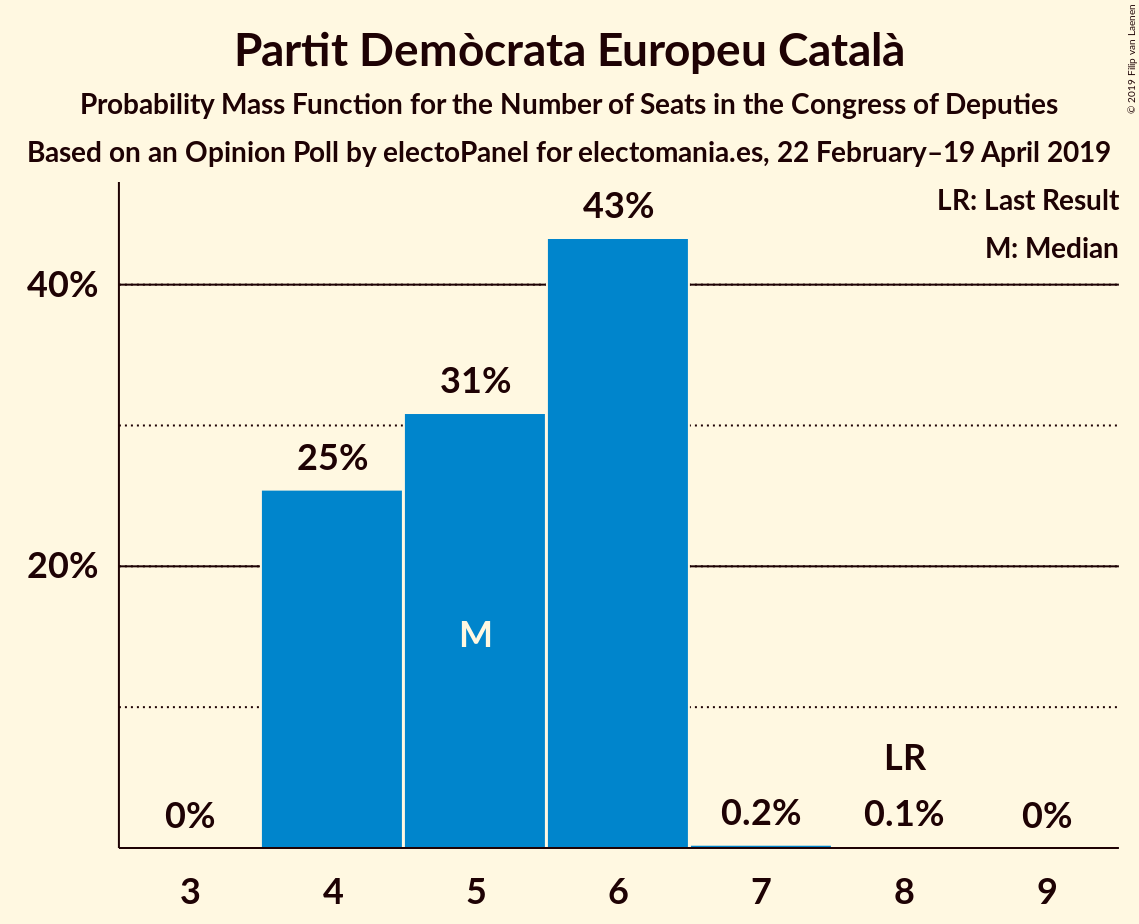 Partit Demòcrata Europeu Català
Probability Mass Function for the Number of Seats in the Congress of Deputies
Based on an Opinion Poll by electoPanel for electomania.es, 22 February–19 April 2019
© 2019 Filip van Laenen
LR: Last Result
M: Median
43%
40%
31%
25%
20%
M
LR
0%
0.2%
0.1%
0%
3 4 5 6 7 8 9